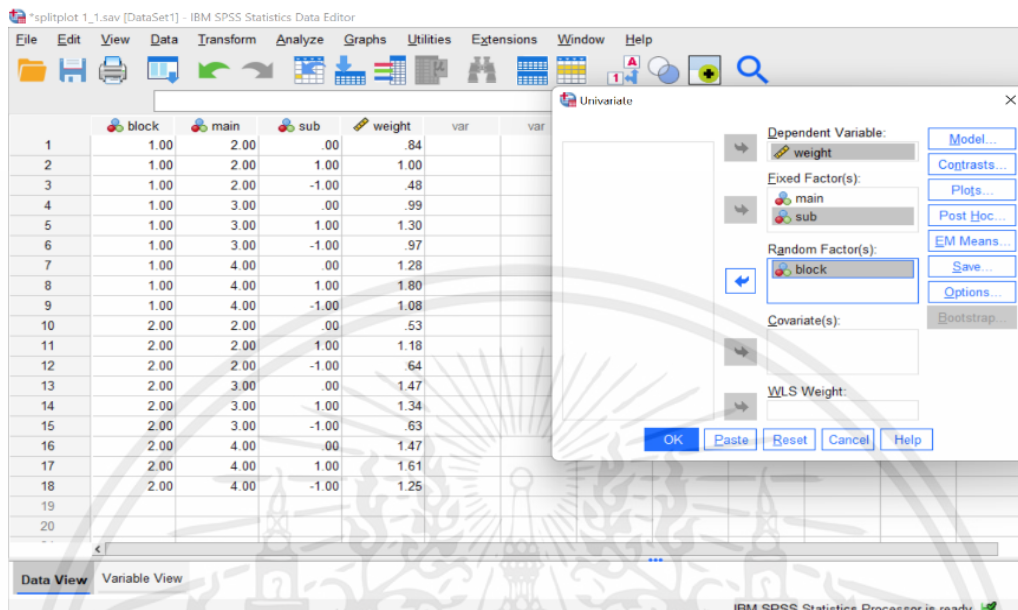 *splitplot 1_1.sav [DataSet1] - IBM SPSS Statistics Data Editor
File Edit View Data Transform Analyze Graphs Utilities Extensions Window Help
block main sub weight var var
1 1.00 2.00 .00 .84
2 1.00 2.00 1.00 1.00
3 1.00 2.00 -1.00 .48
4 1.00 3.00 .00 .99
5 1.00 3.00 1.00 1.30
6 1.00 3.00 -1.00 .97
7 1.00 4.00 .00 1.28
8 1.00 4.00 1.00 1.80
9 1.00 4.00 -1.00 1.08
10 2.00 2.00 .00 .53
11 2.00 2.00 1.00 1.18
12 2.00 2.00 -1.00 .64
13 2.00 3.00 .00 1.47
14 2.00 3.00 1.00 1.34
15 2.00 3.00 -1.00 .63
16 2.00 4.00 .00 1.47
17 2.00 4.00 1.00 1.61
18 2.00 4.00 -1.00 1.25
19
20
Data View Variable View
IBM SPSS Statistics Processor is ready
Univariate
Dependent Variable:
weight
Fixed Factor(s):
main
sub
Random Factor(s):
block
Covariate(s):
WLS Weight:
Model...
Contrasts...
Plots...
Post Hoc...
EM Means...
Save...
Options...
Bootstrap...
OK Paste Reset Cancel Help